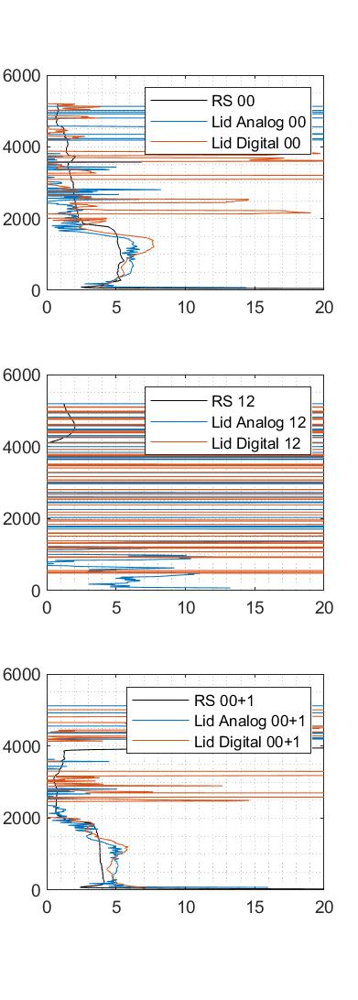 6000
RS 00
Lid Analog 00
4000
Lid Digital 00
2000
0
0 5 10 15 20
6000
RS 12
Lid Analog 12
Lid Digital 12
4000
2000
0
0 5 10 15 20
6000
RS 00+1
Lid Analog 00+1
Lid Digital 00+1
4000
2000
0
0 5 10 15 20